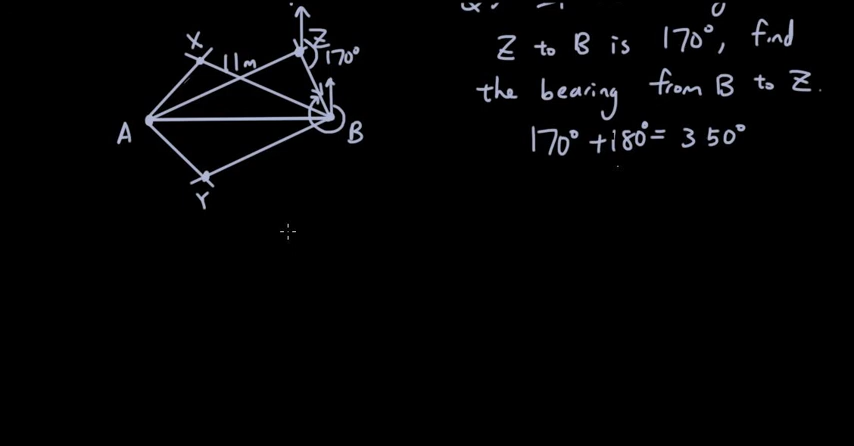 Z to B is 170°, find
the bearing from B to Z.
170° + 180° = 350°
X
11m
Z
170°
A
B
Y